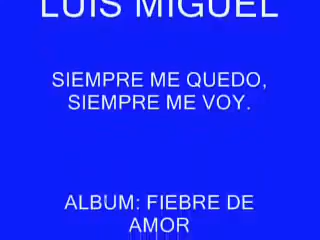 LUIS MIGUEL
SIEMPRE ME QUEDO,
SIEMPRE ME VOY.
ALBUM: FIEBRE DE
AMOR